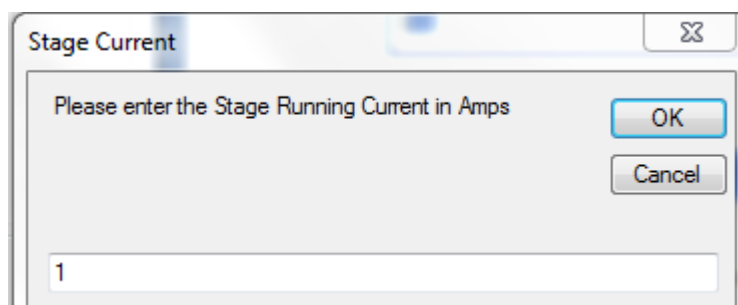 Stage Current
Please enter the Stage Running Current in Amps
OK
Cancel
1